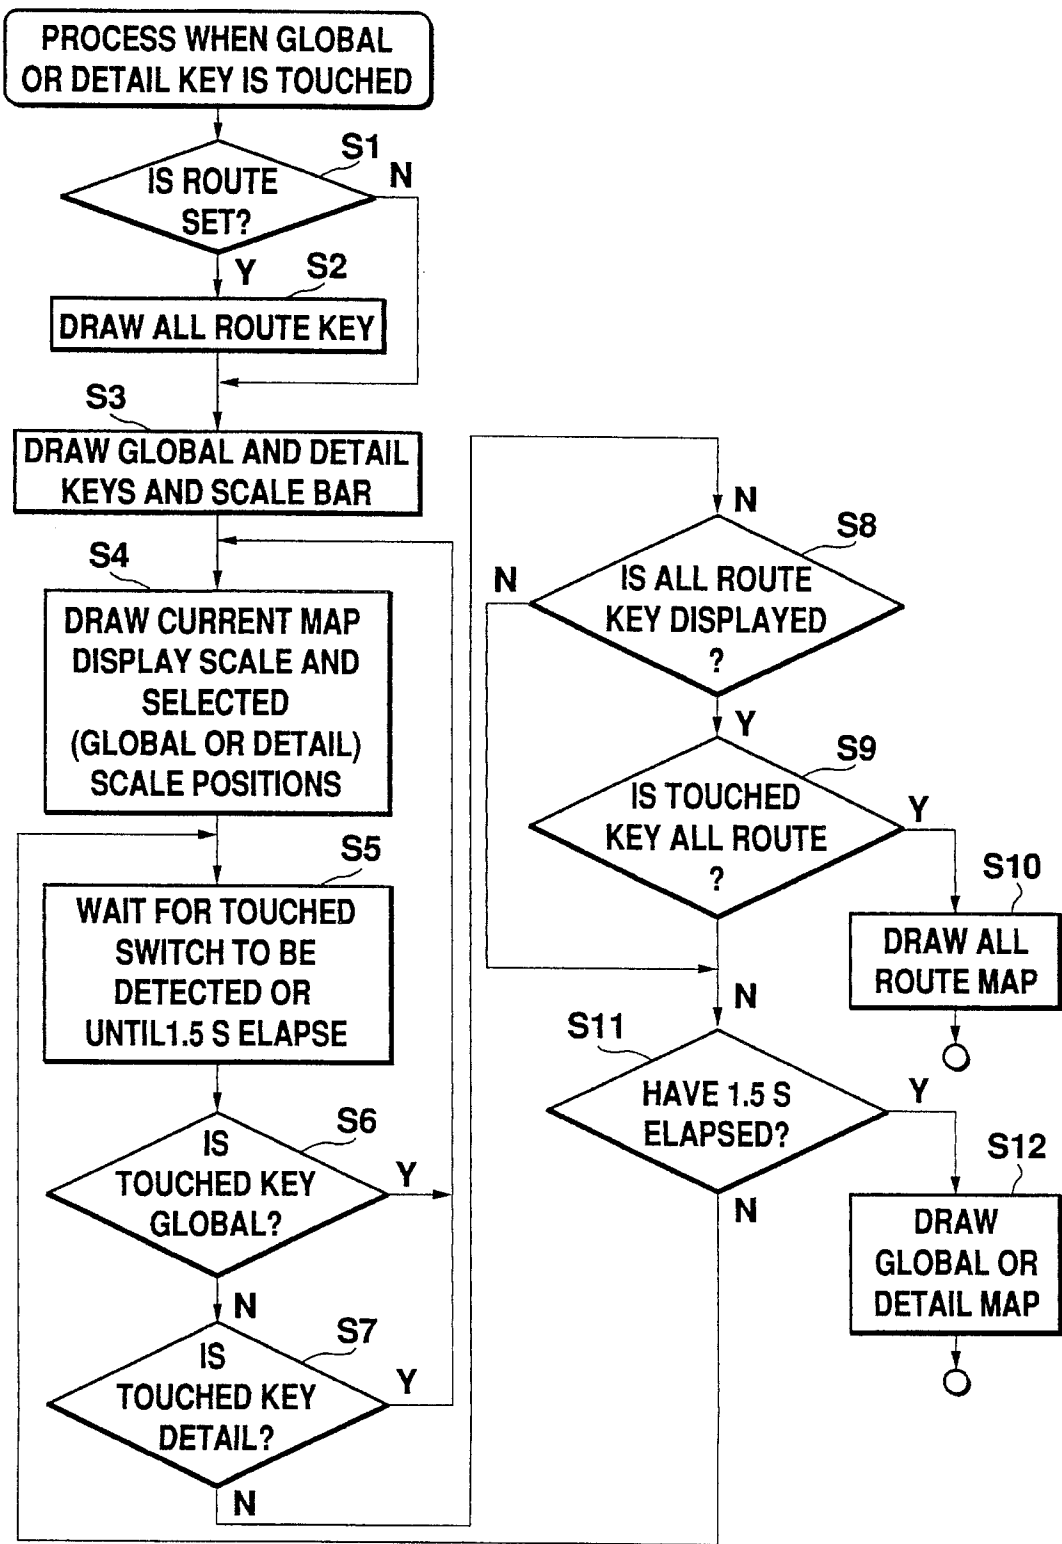 PROCESS WHEN GLOBAL
OR DETAIL KEY IS TOUCHED
S1
IS ROUTE
SET?
N
Y
S2
DRAW ALL ROUTE KEY
S3
DRAW GLOBAL AND DETAIL
KEYS AND SCALE BAR
S4
DRAW CURRENT MAP
DISPLAY SCALE AND
SELECTED
(GLOBAL OR DETAIL)
SCALE POSITIONS
S5
WAIT FOR TOUCHED
SWITCH TO BE
DETECTED OR
UNTIL1.5 S ELAPSE
S6
IS
TOUCHED KEY
GLOBAL?
Y
N
S7
IS
TOUCHED KEY
DETAIL?
Y
N
N
S8
IS ALL ROUTE
KEY DISPLAYED
?
N
Y
S9
IS TOUCHED
KEY ALL ROUTE
?
Y
S10
DRAW ALL
ROUTE MAP
N
S11
HAVE 1.5 S
ELAPSED?
Y
N
S12
DRAW
GLOBAL OR
DETAIL MAP